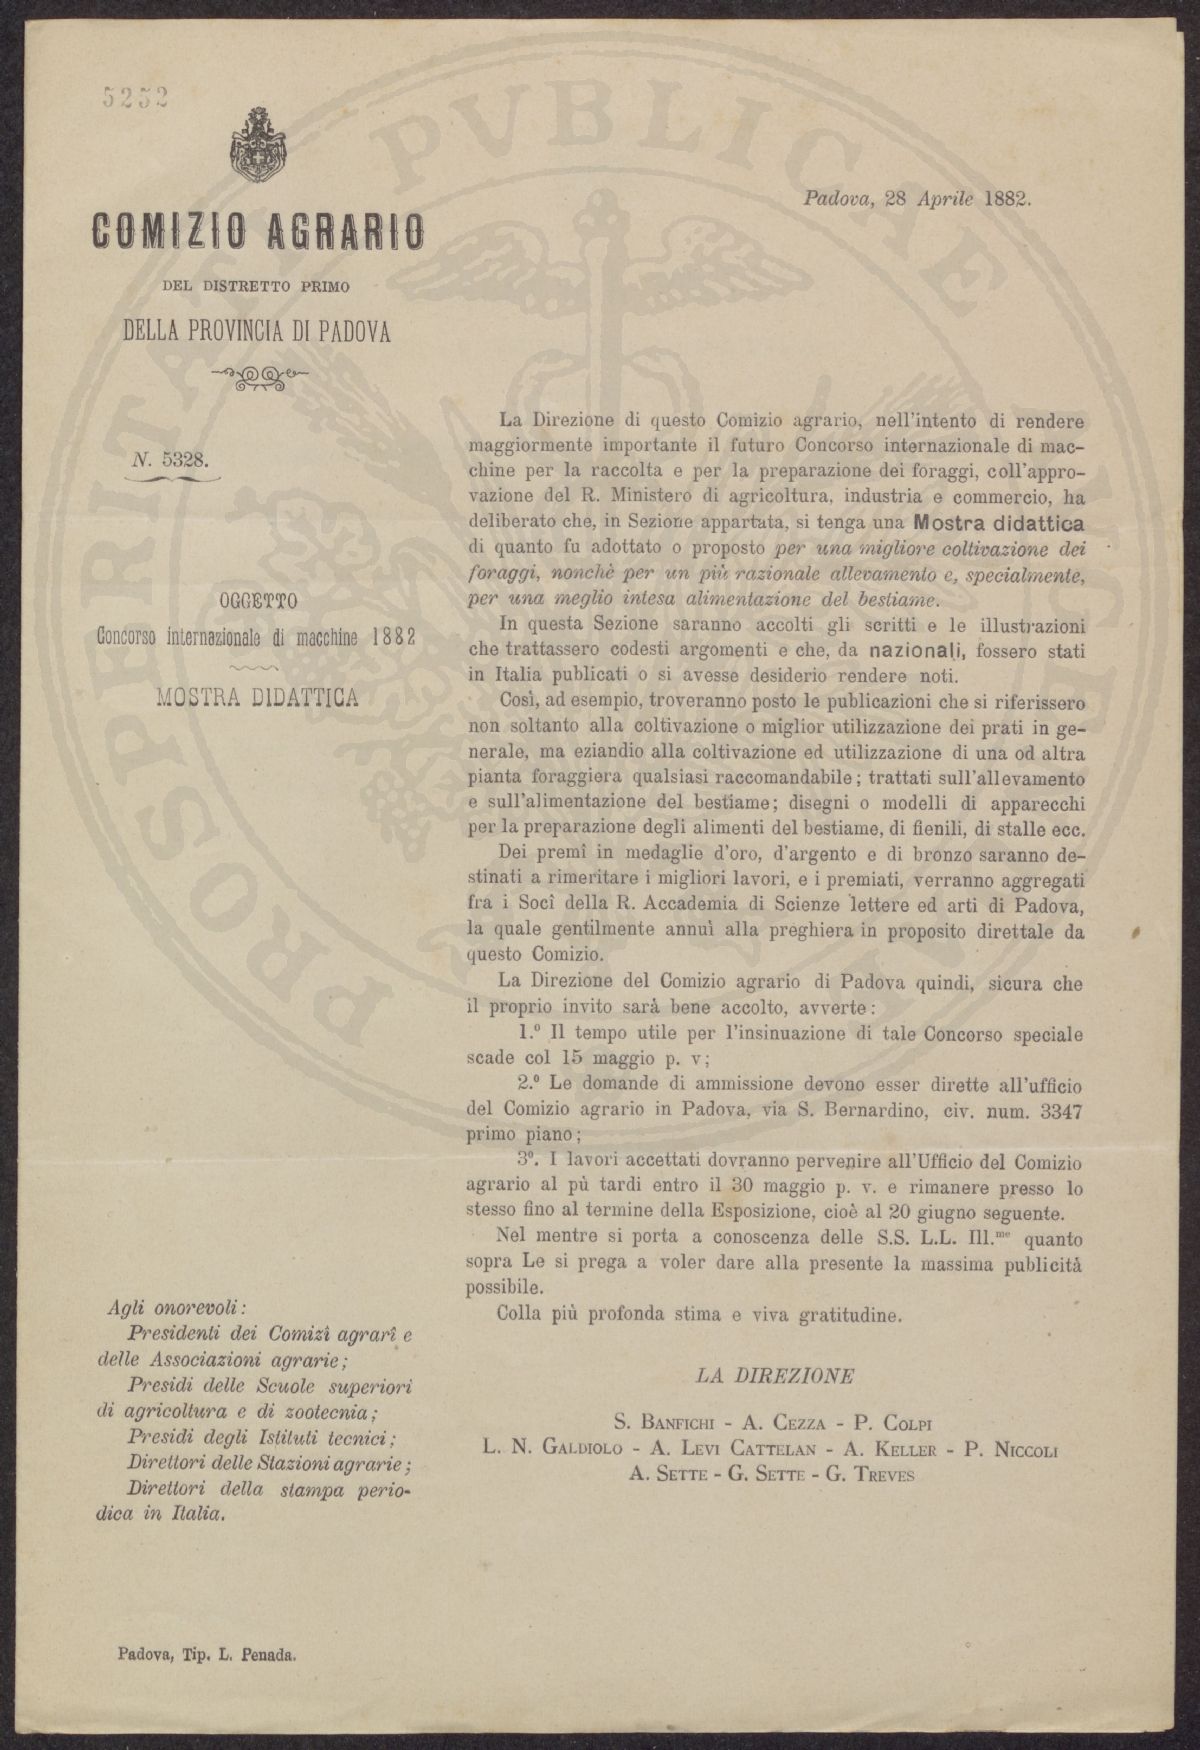 5252
COMIZIO AGRARIO
DEL DISTRETTO PRIMO
DELLA PROVINCIA DI PADOVA
N. 5328.
OGGETTO
Concorso internazionale di macchine 1882
MOSTRA DIDATTICA
Padova, 28 Aprile 1882.
La Direzione di questo Comizio agrario, nell'intento di rendere
maggiormente importante il futuro Concorso internazionale di mac-
chine per la raccolta e per la preparazione dei foraggi, coll'appro-
vazione del R. Ministero di agricoltura, industria e commercio, ha
deliberato che, in Sezione appartata, si tenga una Mostra didattica
di quanto fu adottato o proposto per una migliore coltivazione dei
foraggi, nonchè per un più razionale allevamento e, specialmente,
per una meglio intesa alimentazione del bestiame.
In questa Sezione saranno accolti gli scritti e le illustrazioni
che trattassero codesti argomenti e che, da nazionali, fossero stati
in Italia publicati o si avesse desiderio rendere noti.
Così, ad esempio, troveranno posto le publicazioni che si riferissero
non soltanto alla coltivazione o miglior utilizzazione dei prati in ge-
nerale, ma eziandio alla coltivazione ed utilizzazione di una od altra
pianta foraggiera qualsiasi raccomandabile; trattati sull'allevamento
e sull'alimentazione del bestiame; disegni o modelli di apparecchi
per la preparazione degli alimenti del bestiame, di fienili, di stalle ecc.
Dei premî in medaglie d'oro, d'argento e di bronzo saranno de-
stinati a rimeritare i migliori lavori, e i premiati, verranno aggregati
fra i Socî della R. Accademia di Scienze lettere ed arti di Padova,
la quale gentilmente annuì alla preghiera in proposito direttale da
questo Comizio.
La Direzione del Comizio agrario di Padova quindi, sicura che
il proprio invito sarà bene accolto, avverte:
1.º Il tempo utile per l'insinuazione di tale Concorso speciale
scade col 15 maggio p. v;
2.º Le domande di ammissione devono esser dirette all'ufficio
del Comizio agrario in Padova, via S. Bernardino, civ. num. 3347
primo piano;
3º. I lavori accettati dovranno pervenire all'Ufficio del Comizio
agrario al pù tardi entro il 30 maggio p. v. e rimanere presso lo
stesso fino al termine della Esposizione, cioè al 20 giugno seguente.
Nel mentre si porta a conoscenza delle S.S. L.L. Ill.me quanto
sopra Le si prega a voler dare alla presente la massima publicità
possibile.
Colla più profonda stima e viva gratitudine.
LA DIREZIONE
S. BANFICHI - A. CEZZA - P. COLPI
L. N. GALDIOLO - A. LEVI CATTELAN - A. KELLER - P. NICCOLI
A. SETTE - G. SETTE - G. TREVES
Agli onorevoli:
Presidenti dei Comizî agrarî e
delle Associazioni agrarie;
Presidi delle Scuole superiori
di agricoltura e di zootecnia;
Presidi degli Istituti tecnici;
Direttori delle Stazioni agrarie;
Direttori della stampa perio-
dica in Italia.
Padova, Tip. L. Penada.